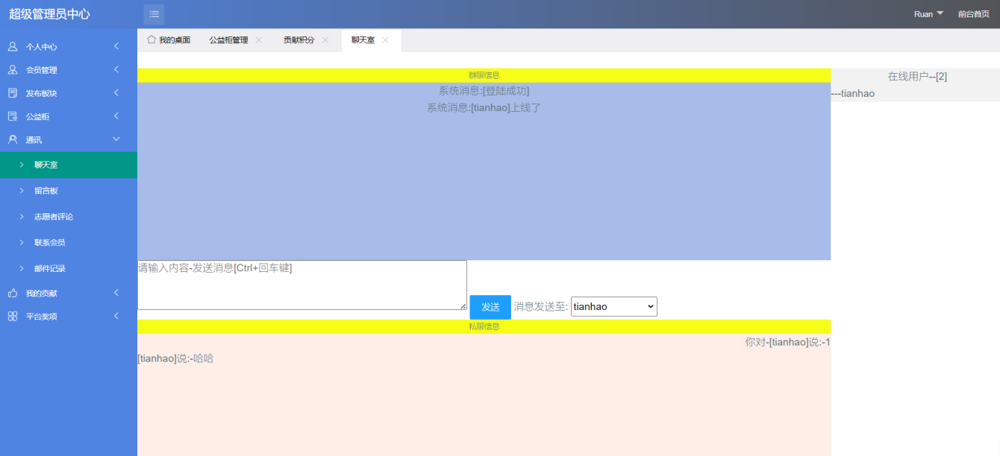 超级管理员中心
Ruan
前台首页
个人中心
会员管理
发布板块
公益柜
通讯
聊天室
留言板
志愿者评论
联系会员
邮件记录
我的贡献
平台奖项
我的桌面
公益柜管理
贡献积分
聊天室
群聊信息
系统消息:[登陆成功]
系统消息:[tianhao]上线了
在线用户--[2]
---tianhao
请输入内容-发送消息[Ctrl+回车键]
发送
消息发送至:
tianhao
私聊信息
你对-[tianhao]说:-1
[tianhao]说:-哈哈